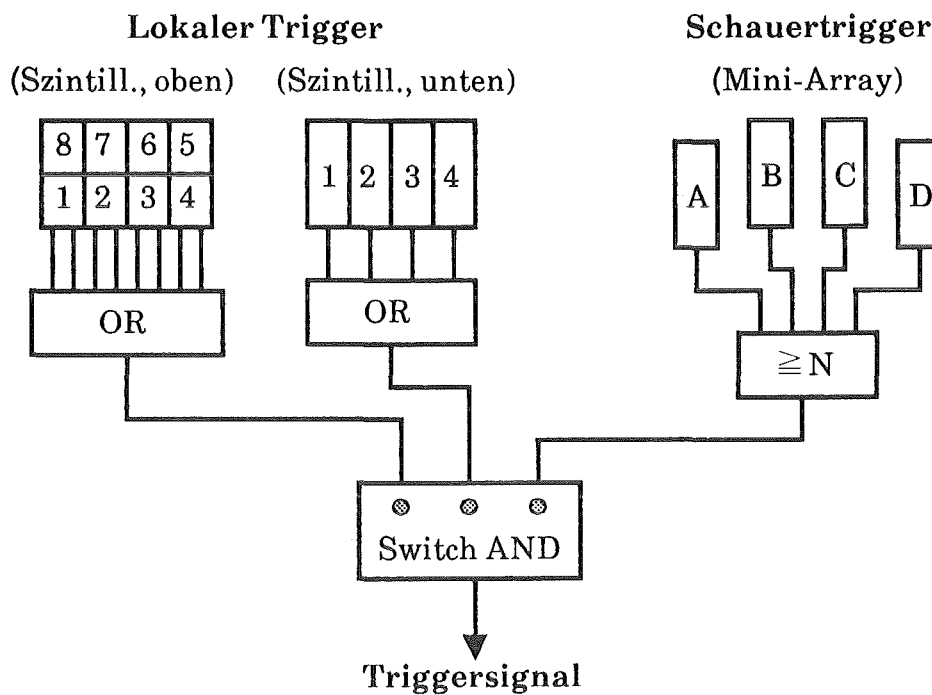 Lokaler Trigger
(Szintill., oben) (Szintill., unten)
8 7 6 5
1 2 3 4
1 2 3 4
OR
OR
Schauertrigger
(Mini-Array)
A B C D
≧ N
Switch AND
Triggersignal